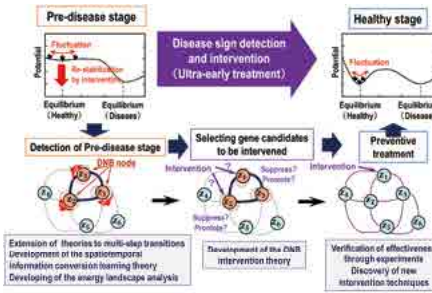 Pre-disease stage
Healthy stage
Potential
Fluctuation
Re-stabilization
by intervention
Equilibrium
(Healthy)
Equilibrium
(Diseases)
Disease sign detection
and intervention
(Ultra-early treatment)
Potential
Fluctuation
Equilibrium
(Healthy)
Equilibrium
(Diseases)
Detection of Pre-disease stage
Selecting gene candidates
to be intervened
Preventive
treatment
DNB node
Intervention
?
Suppress?
Promote?
Suppress?
Promote?
Intervention
Extension of theories to multi-step transitions
Development of the spatiotemporal
information conversion learning theory
Developing of the energy landscape analysis
Development of the DNB
intervention theory
Verification of effectiveness
through experiments
Discovery of new
intervention techniques